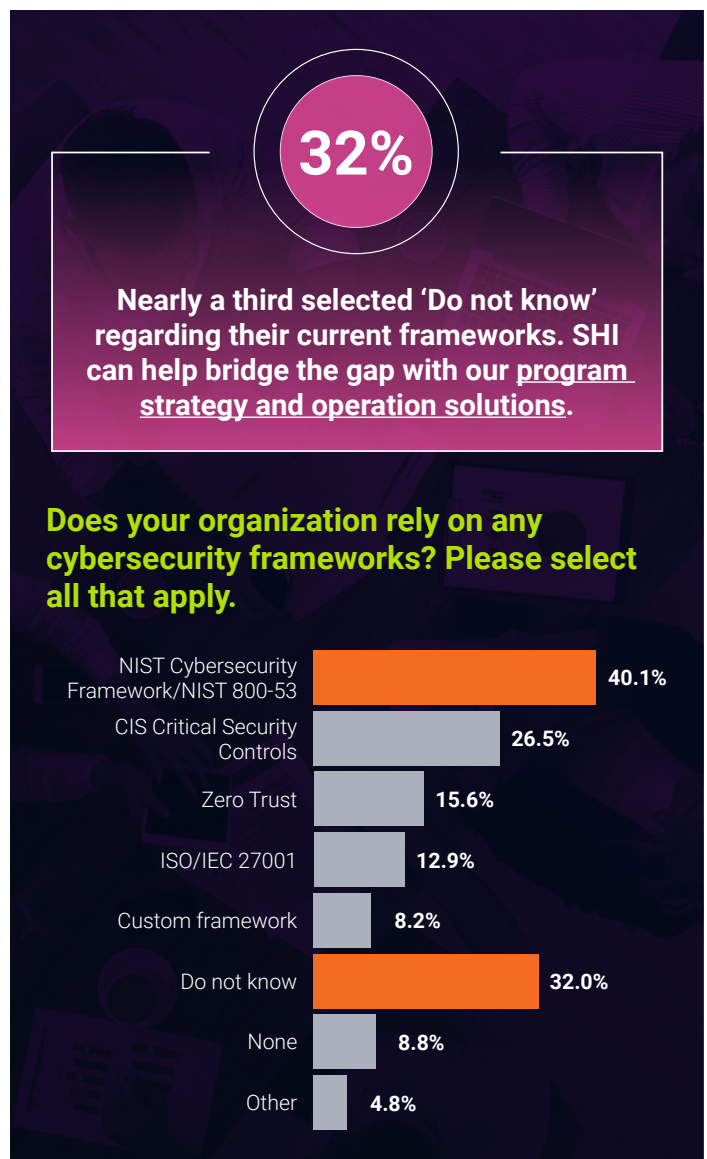 32%
Nearly a third selected ‘Do not know’
regarding their current frameworks. SHI
can help bridge the gap with our program
strategy and operation solutions.
Does your organization rely on any
cybersecurity frameworks? Please select
all that apply.
NIST Cybersecurity
Framework/NIST 800-53
40.1%
CIS Critical Security
Controls
26.5%
Zero Trust
15.6%
ISO/IEC 27001
12.9%
Custom framework
8.2%
Do not know
32.0%
None
8.8%
Other
4.8%